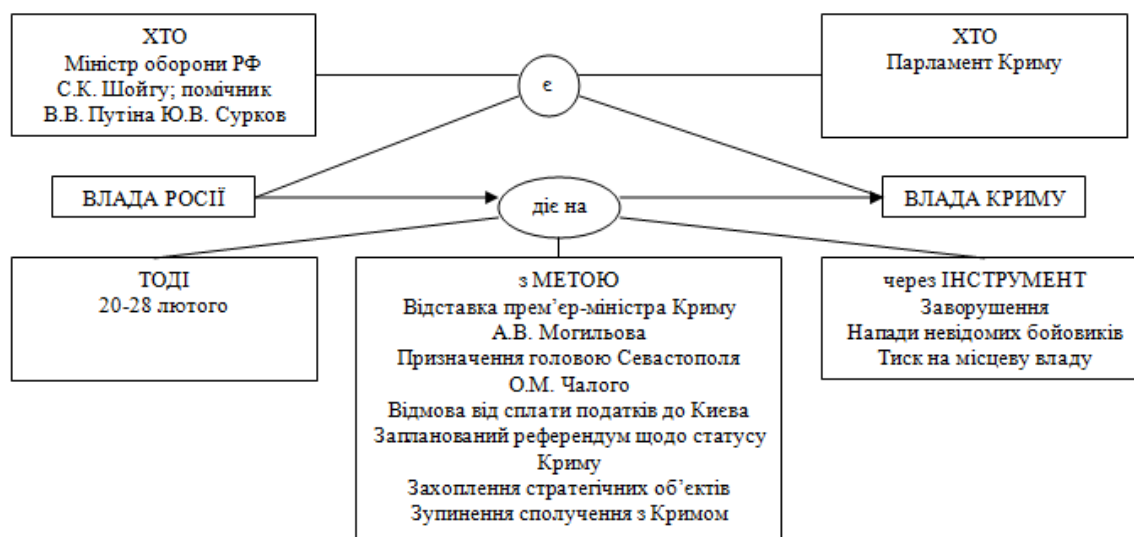 ХТО
Міністр оборони РФ
С.К. Шойгу; помічник
В.В. Путіна Ю.В. Сурков
є
ХТО
Парламент Криму
ВЛАДА РОСІЇ
діє на
ВЛАДА КРИМУ
ТОДІ
20-28 лютого
з МЕТОЮ
Відставка прем’єр-міністра Криму
А.В. Могильова
Призначення головою Севастополя
О.М. Чалого
Відмова від сплати податків до Києва
Запланований референдум щодо статусу
Криму
Захоплення стратегічних об’єктів
Зупинення сполучення з Кримом
через ІНСТРУМЕНТ
Заворушення
Напади невідомих бойовиків
Тиск на місцеву владу